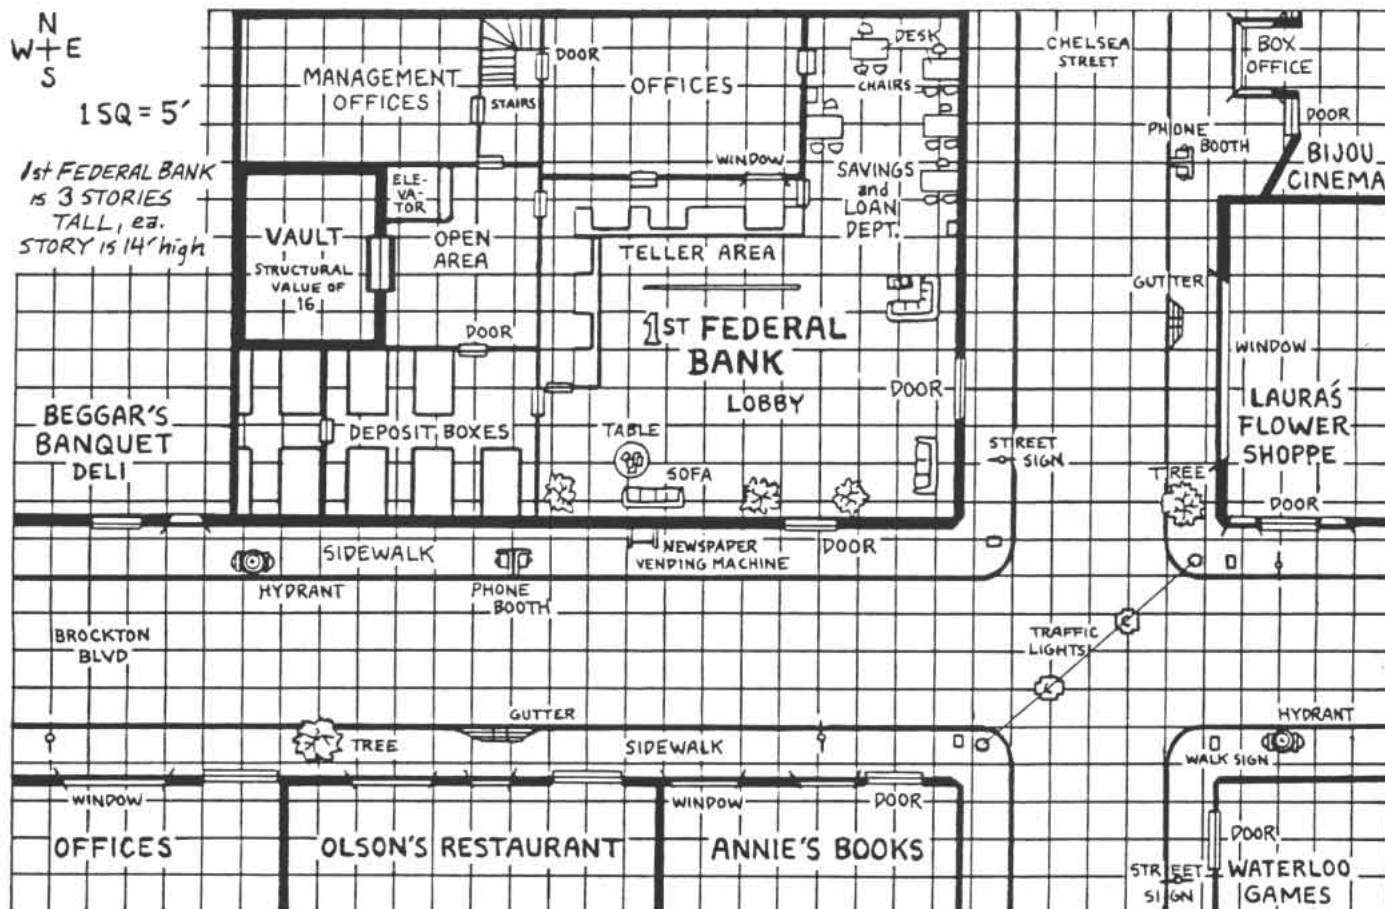 N
W E
S
1 SQ = 5'
1st FEDERAL BANK
is 3 STORIES
TALL, ea.
STORY is 14' high
MANAGEMENT
OFFICES
STAIRS
DOOR
OFFICES
WINDOW
DESK
CHAIRS
SAVINGS
and
LOAN
DEPT.
CHELSEA
STREET
BOX
OFFICE
DOOR
PHONE
BOOTH
BIJOU
CINEMA
ELE-
VA-
TOR
VAULT
STRUCTURAL
VALUE OF
16
OPEN
AREA
TELLER AREA
DOOR
1ST FEDERAL
BANK
LOBBY
DOOR
GUTTER
WINDOW
LAURA'S
FLOWER
SHOPPE
BEGGAR'S
BANQUET
DELI
DEPOSIT BOXES
TABLE
SOFA
STREET
SIGN
TREE
DOOR
SIDEWALK
NEWSPAPER
VENDING MACHINE
DOOR
HYDRANT
PHONE
BOOTH
BROCKTON
BLVD
TRAFFIC
LIGHTS
GUTTER
TREE
SIDEWALK
HYDRANT
WALK SIGN
WINDOW
WINDOW
DOOR
OFFICES
OLSON'S RESTAURANT
ANNIE'S BOOKS
DOOR
STREET
SIGN
WATERLOO
GAMES